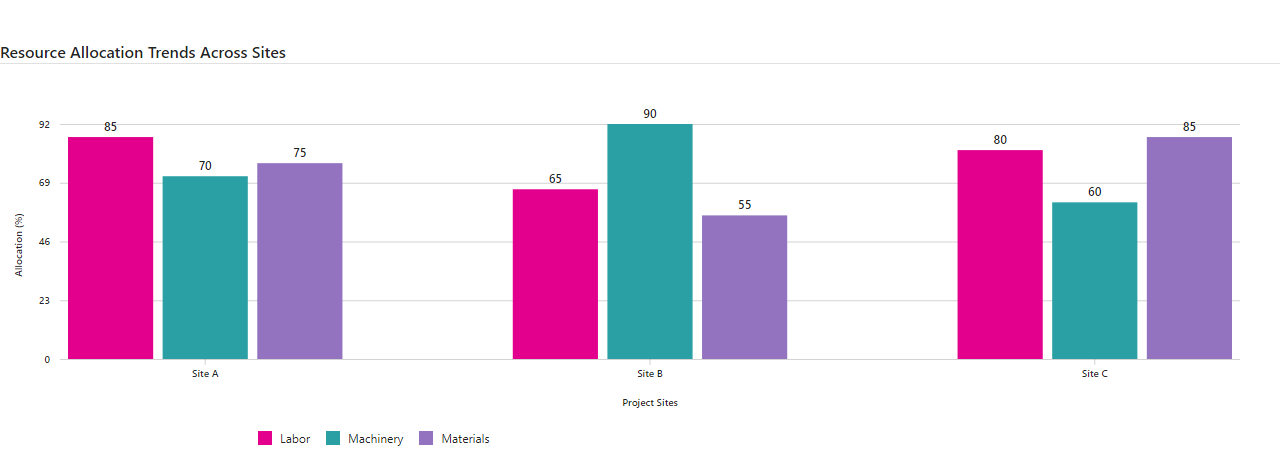 Resource Allocation Trends Across Sites
92
69
46
23
0
Allocation (%)
85
70
75
65
90
55
80
60
85
Site A
Site B
Site C
Project Sites
Labor
Machinery
Materials